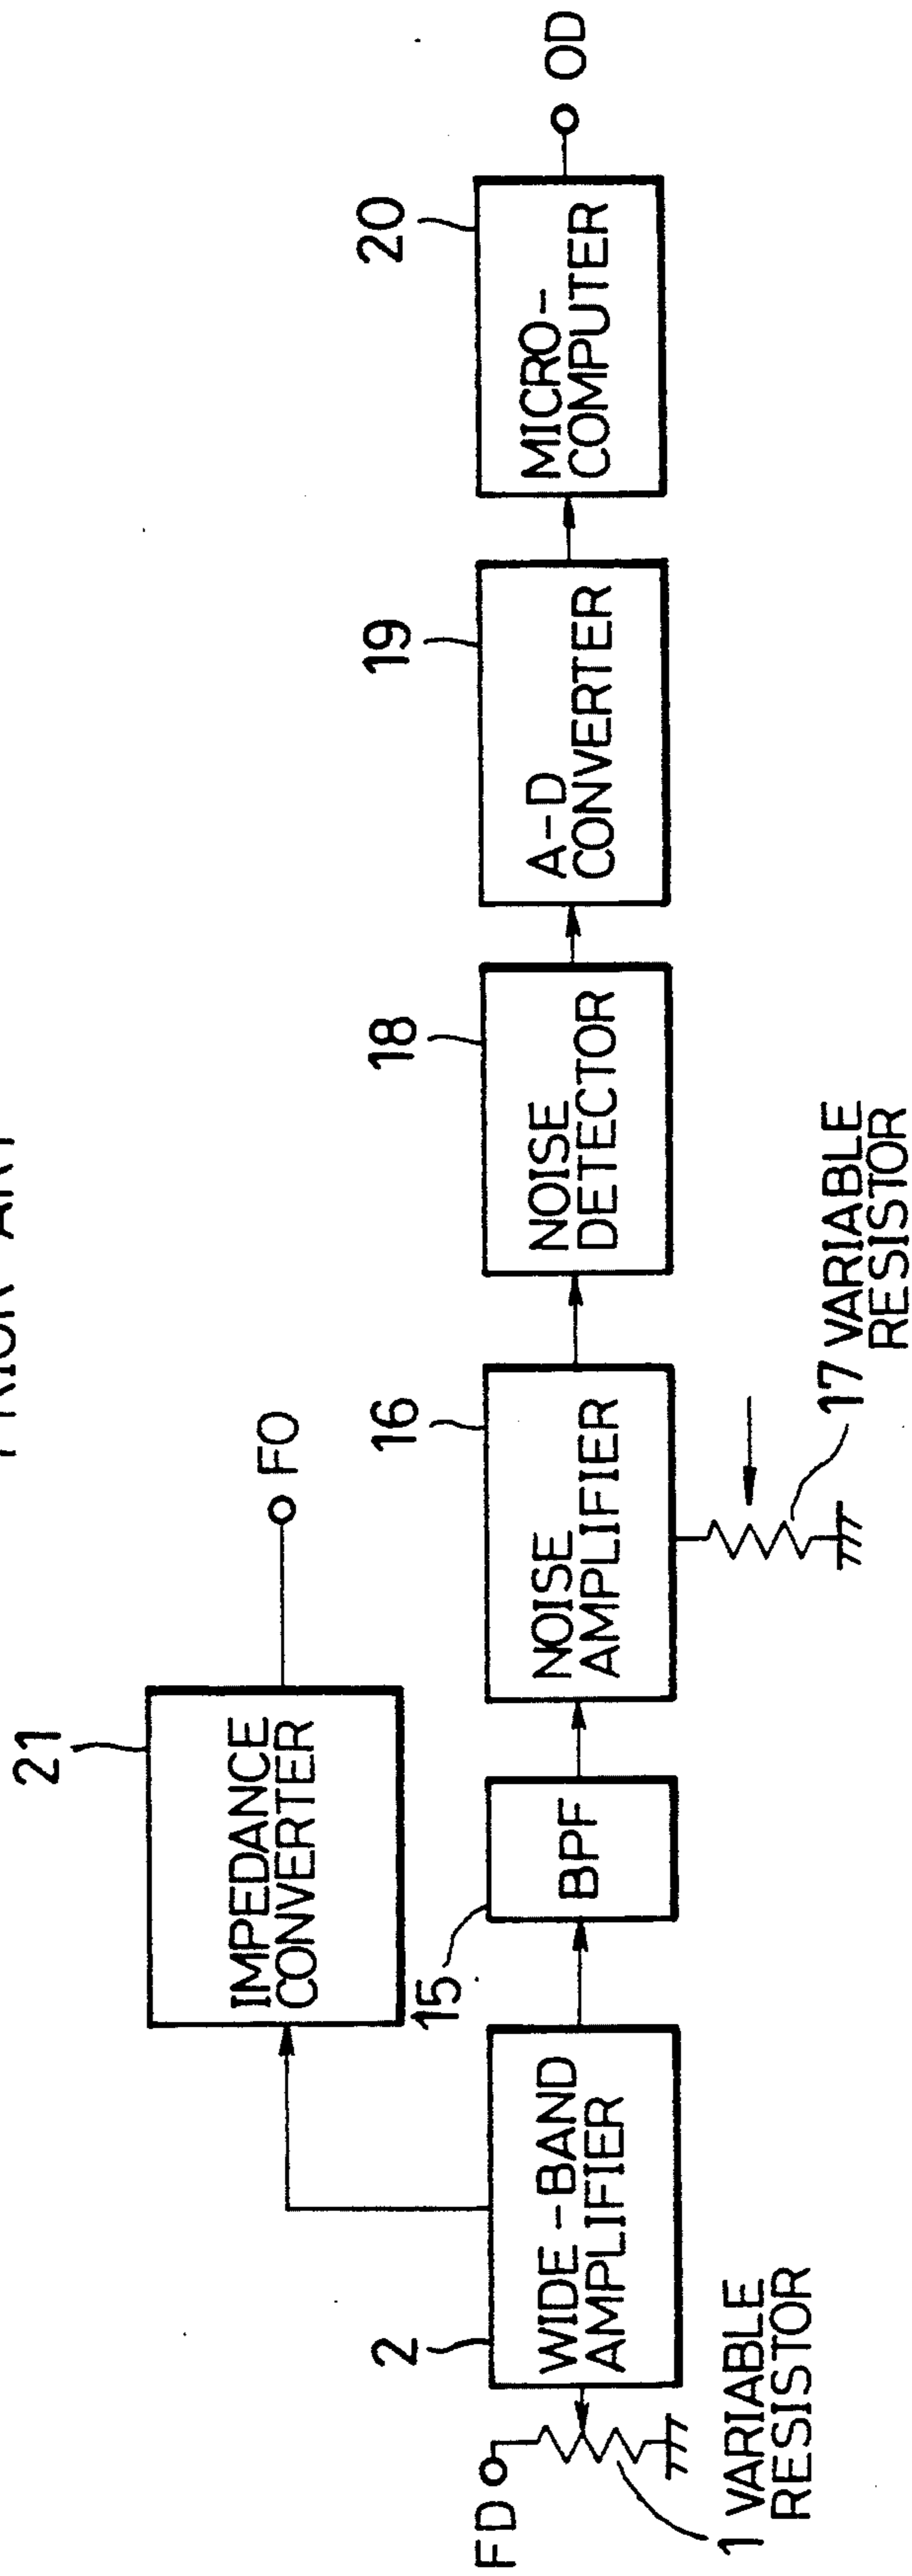 PRIOR ART
21
IMPEDANCE
CONVERTER
FO
FD
1 VARIABLE
RESISTOR
2
WIDE-BAND
AMPLIFIER
15
BPF
16
NOISE
AMPLIFIER
17 VARIABLE
RESISTOR
18
NOISE
DETECTOR
19
A-D
CONVERTER
20
MICRO-
COMPUTER
OD